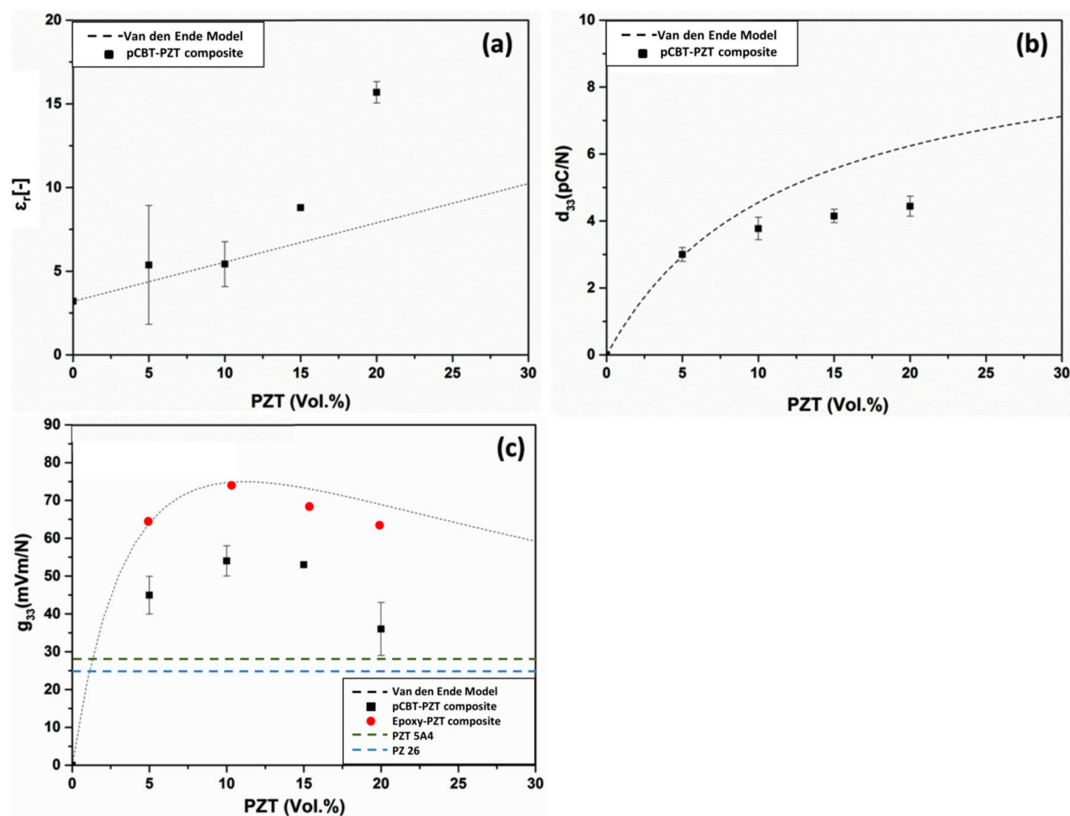 20
15
10
5
0
εr[-]
Van den Ende Model
pCBT-PZT composite
(a)
0 5 10 15 20 25 30
PZT (Vol.%)
10
8
6
4
2
0
d33(pC/N)
Van den Ende Model
pCBT-PZT composite
(b)
0 5 10 15 20 25 30
PZT (Vol.%)
90
80
70
60
50
40
30
20
10
0
g33(mVm/N)
(c)
Van den Ende Model
pCBT-PZT composite
Epoxy-PZT composite
PZT 5A4
PZ 26
0 5 10 15 20 25 30
PZT (Vol.%)